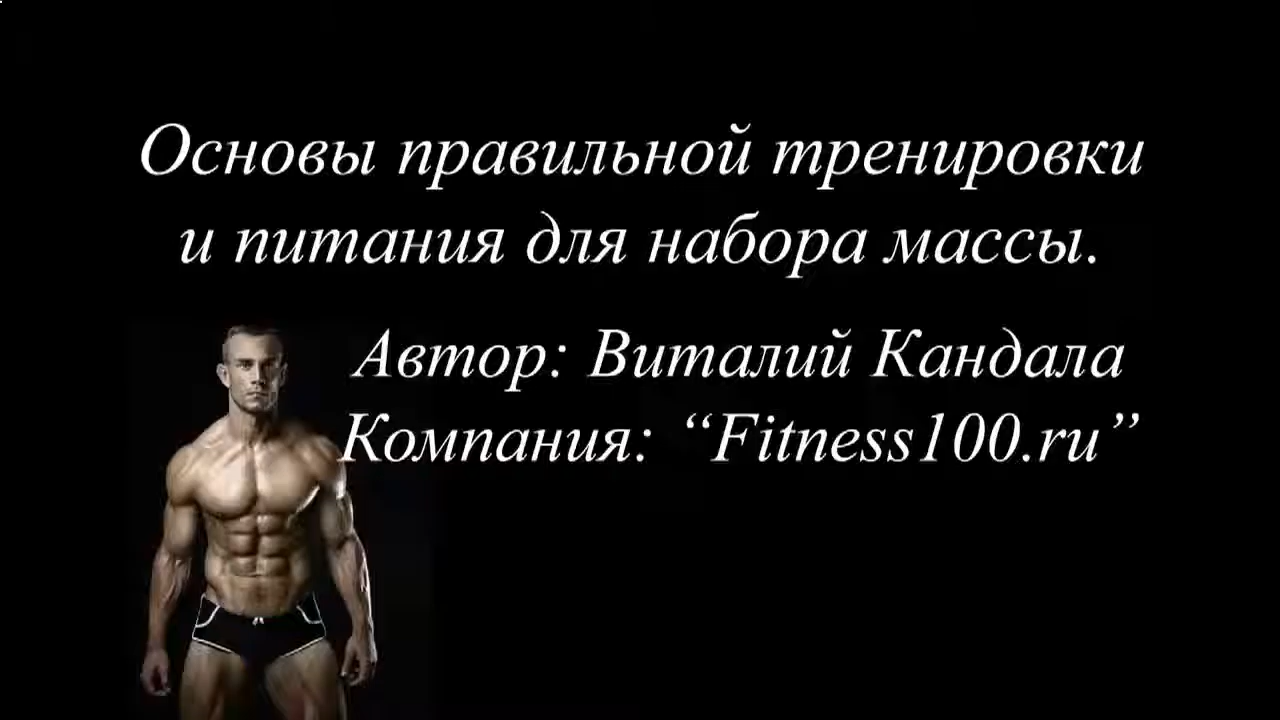 Основы правильной тренировки
и питания для набора массы.
Автор: Виталий Кандала
Компания: “Fitness100.ru”